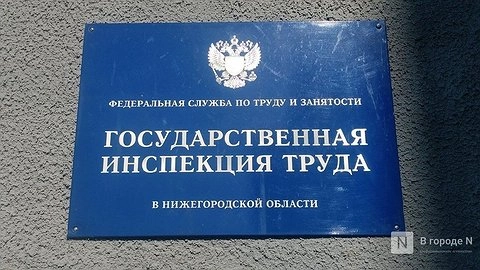 ФЕДЕРАЛЬНАЯ СЛУЖБА ПО ТРУДУ И ЗАНЯТОСТИ
ГОСУДАРСТВЕННАЯ
ИНСПЕКЦИЯ ТРУДА
В НИЖЕГОРОДСКОЙ ОБЛАСТИ
N В городе N